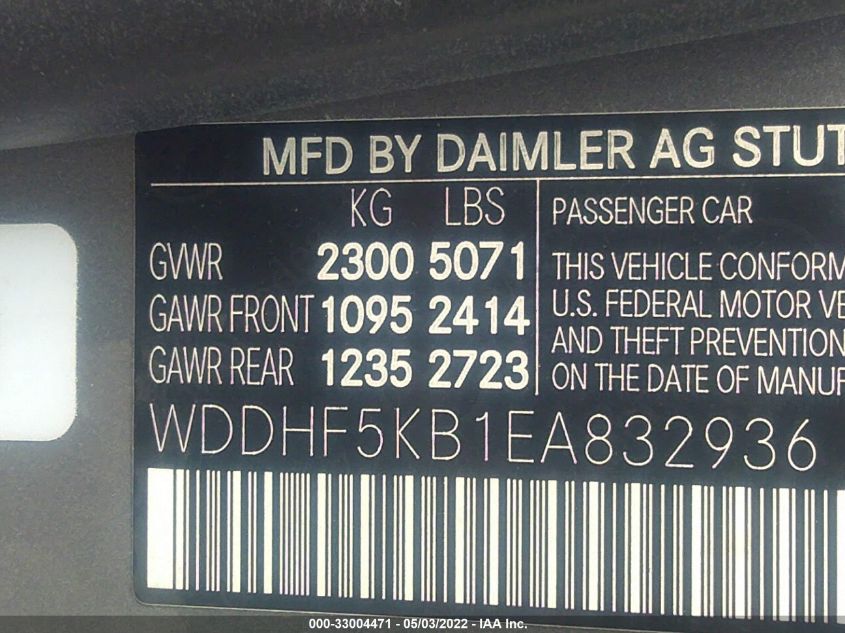 MFD BY DAIMLER AG STUT
KG LBS
GVWR 2300 5071
GAWR FRONT 1095 2414
GAWR REAR 1235 2723
PASSENGER CAR
THIS VEHICLE CONFORM
U.S. FEDERAL MOTOR VE
AND THEFT PREVENTION
ON THE DATE OF MANUF
WDDHF5KB1EA832936
000-33004471 - 05/03/2022 - IAA Inc.